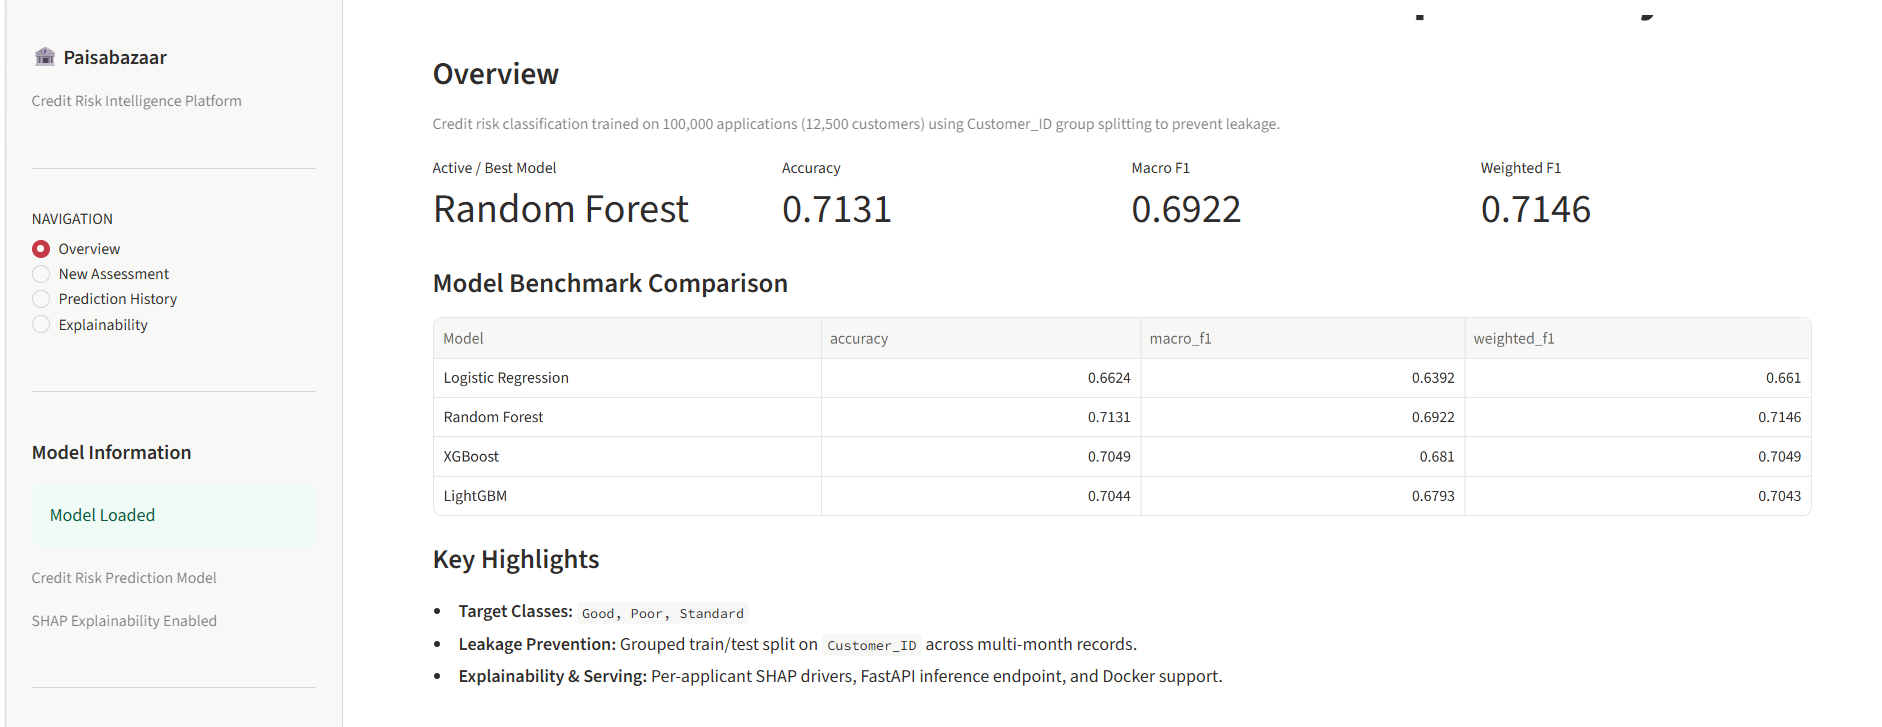 Paisabazaar
Credit Risk Intelligence Platform
NAVIGATION
Overview
New Assessment
Prediction History
Explainability
Model Information
Model Loaded
Credit Risk Prediction Model
SHAP Explainability Enabled
Overview
Credit risk classification trained on 100,000 applications (12,500 customers) using Customer_ID group splitting to prevent leakage.
Active / Best Model Accuracy Macro F1 Weighted F1
Random Forest 0.7131 0.6922 0.7146
Model Benchmark Comparison
Model accuracy macro_f1 weighted_f1
Logistic Regression 0.6624 0.6392 0.661
Random Forest 0.7131 0.6922 0.7146
XGBoost 0.7049 0.681 0.7049
LightGBM 0.7044 0.6793 0.7043
Key Highlights
• Target Classes: Good, Poor, Standard
• Leakage Prevention: Grouped train/test split on Customer_ID across multi-month records.
• Explainability & Serving: Per-applicant SHAP drivers, FastAPI inference endpoint, and Docker support.